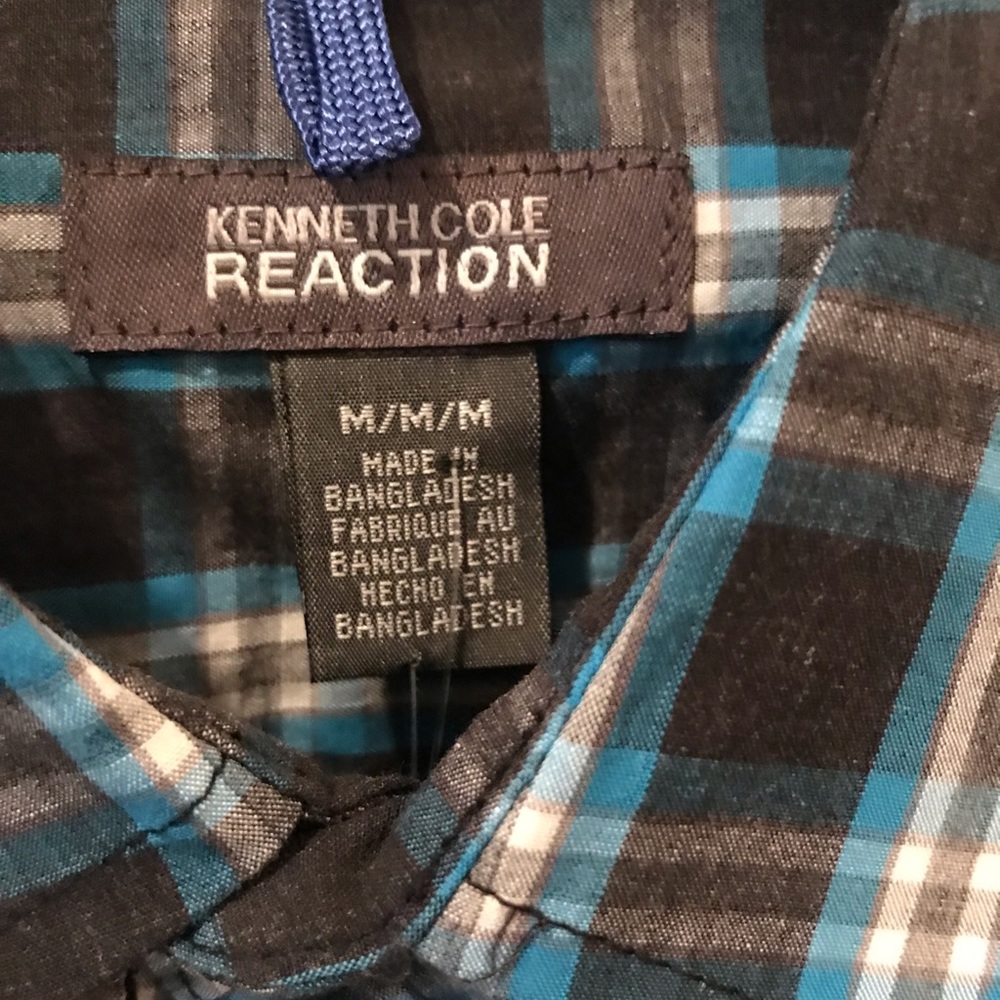 KENNETH COLE
REACTION
M/M/M
MADE IN
BANGLADESH
FABRIQUE AU
BANGLADESH
HECHO EN
BANGLADESH